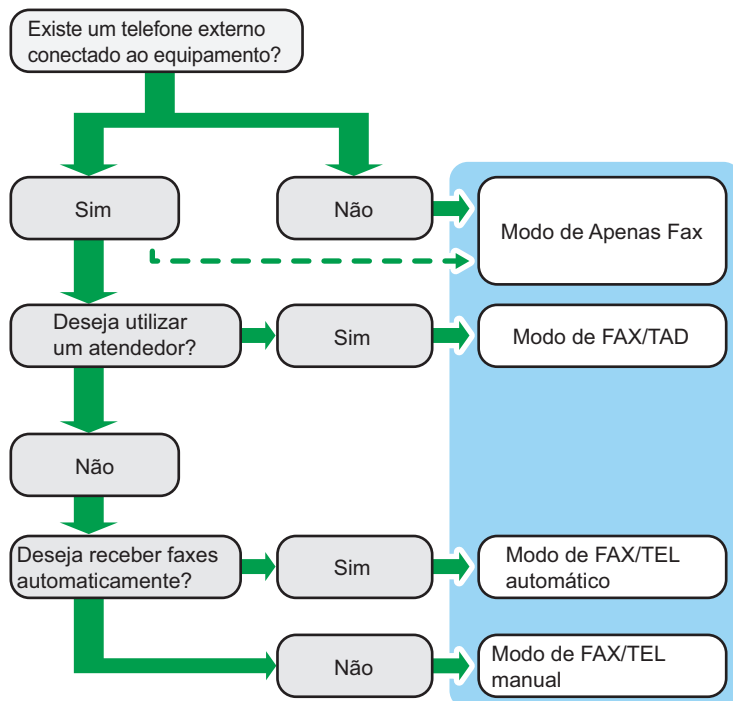 Existe um telefone externo
conectado ao equipamento?
Sim
Não
Modo de Apenas Fax
Deseja utilizar
um atendedor?
Sim
Modo de FAX/TAD
Não
Deseja receber faxes
automaticamente?
Sim
Modo de FAX/TEL
automático
Não
Modo de FAX/TEL
manual